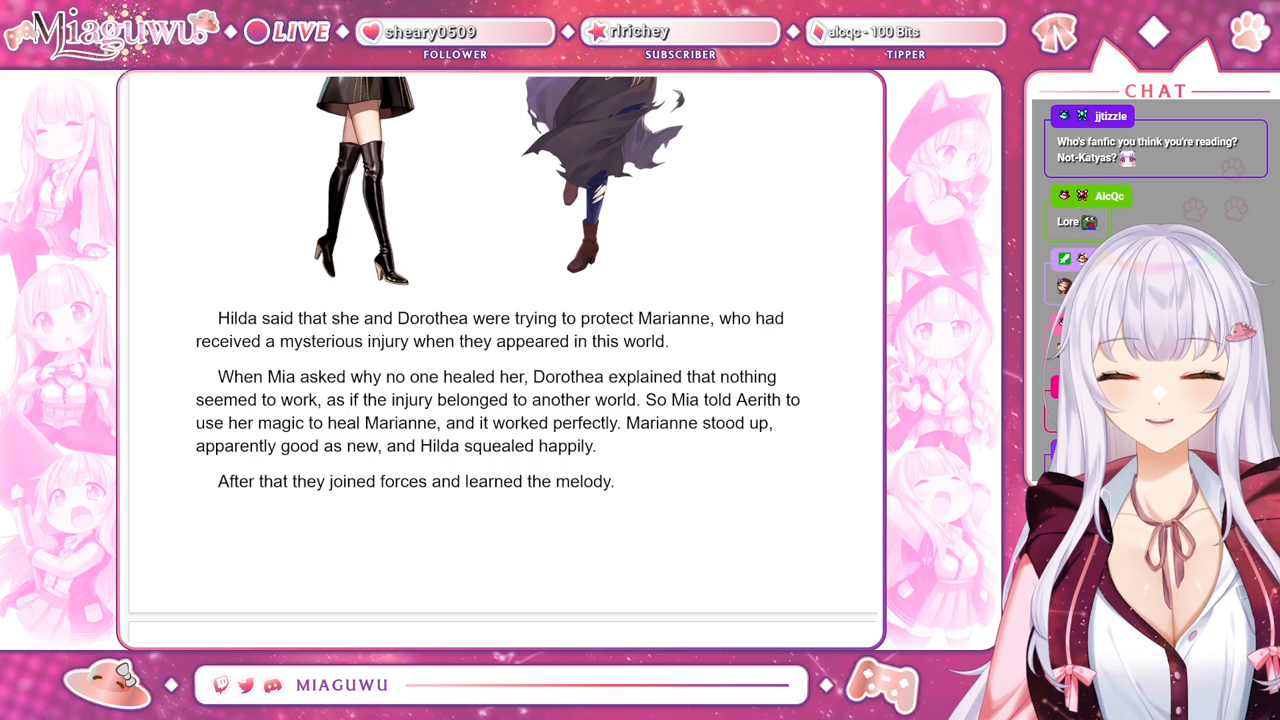 Miaguwu
LIVE
sheary0509
FOLLOWER
rlrichey
SUBSCRIBER
alcqc - 100 Bits
TIPPER
CHAT
jjtizzle
Who's fanfic you think you're reading?
Not-Katyas?
AlcQc
Lore
Hilda said that she and Dorothea were trying to protect Marianne, who had
received a mysterious injury when they appeared in this world.
When Mia asked why no one healed her, Dorothea explained that nothing
seemed to work, as if the injury belonged to another world. So Mia told Aerith to
use her magic to heal Marianne, and it worked perfectly. Marianne stood up,
apparently good as new, and Hilda squealed happily.
After that they joined forces and learned the melody.
MIAGUWU